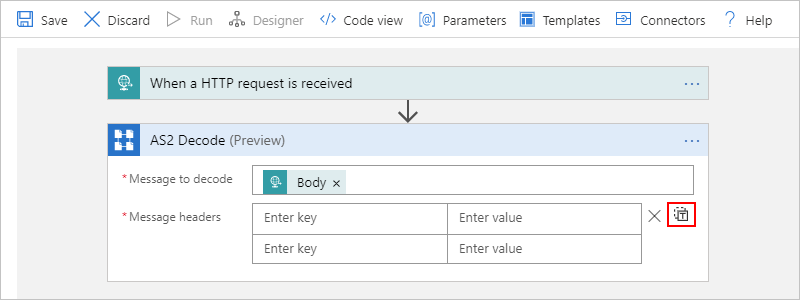 Save Discard Run Designer Code view Parameters Templates Connectors Help
When a HTTP request is received
AS2 Decode (Preview)
*Message to decode Body ×
*Message headers Enter key Enter value
Enter key Enter value